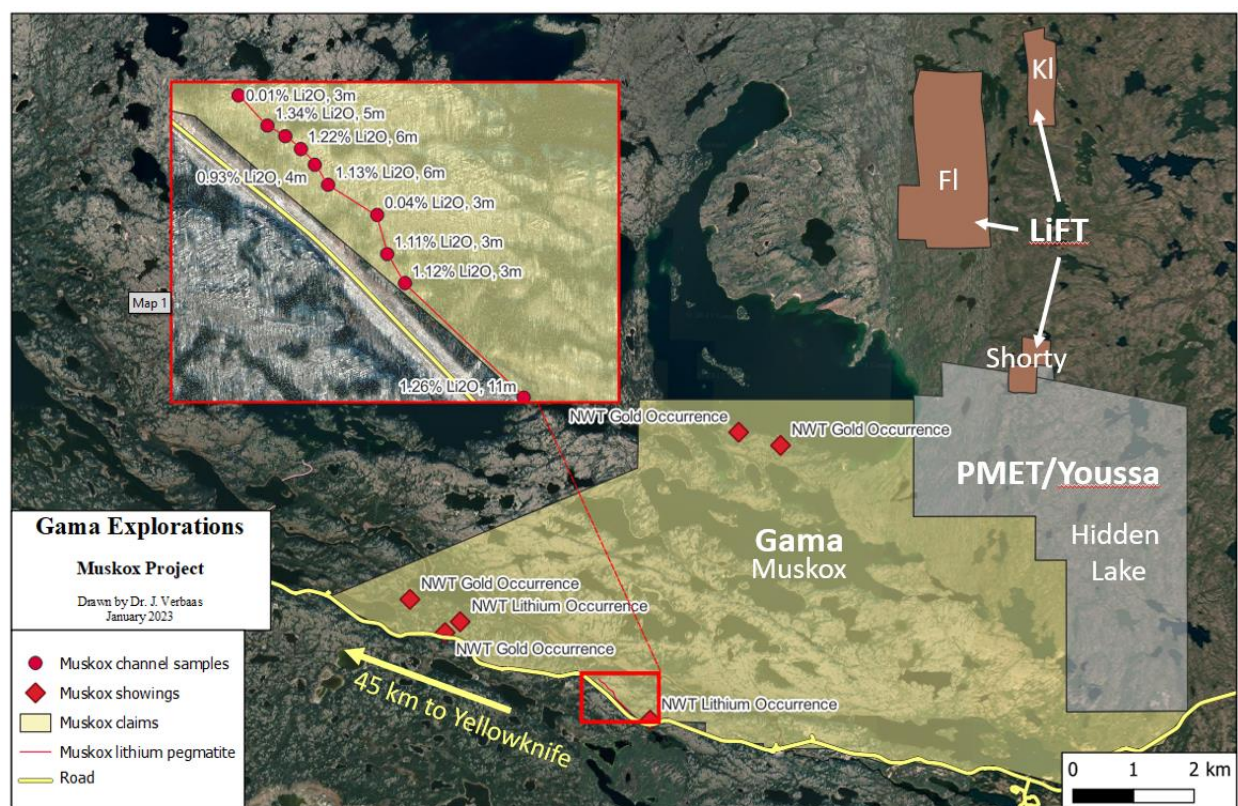 0.01% Li2O, 3m
1.34% Li2O, 5m
1.22% Li2O, 6m
0.93% Li2O, 4m
1.13% Li2O, 6m
0.04% Li2O, 3m
1.11% Li2O, 3m
1.12% Li2O, 3m
1.26% Li2O, 11m
Map 1
Kl
Fl
LiFT
Shorty
NWT Gold Occurrence
NWT Gold Occurrence
PMET/Youssa
Hidden
Lake
Gama
Muskox
NWT Gold Occurrence
NWT Lithium Occurrence
NWT Gold Occurrence
NWT Lithium Occurrence
45 km to Yellowknife
Gama Explorations
Muskox Project
Drawn by Dr. J. Verbaas
January 2023
Muskox channel samples
Muskox showings
Muskox claims
Muskox lithium pegmatite
Road
0 1 2 km